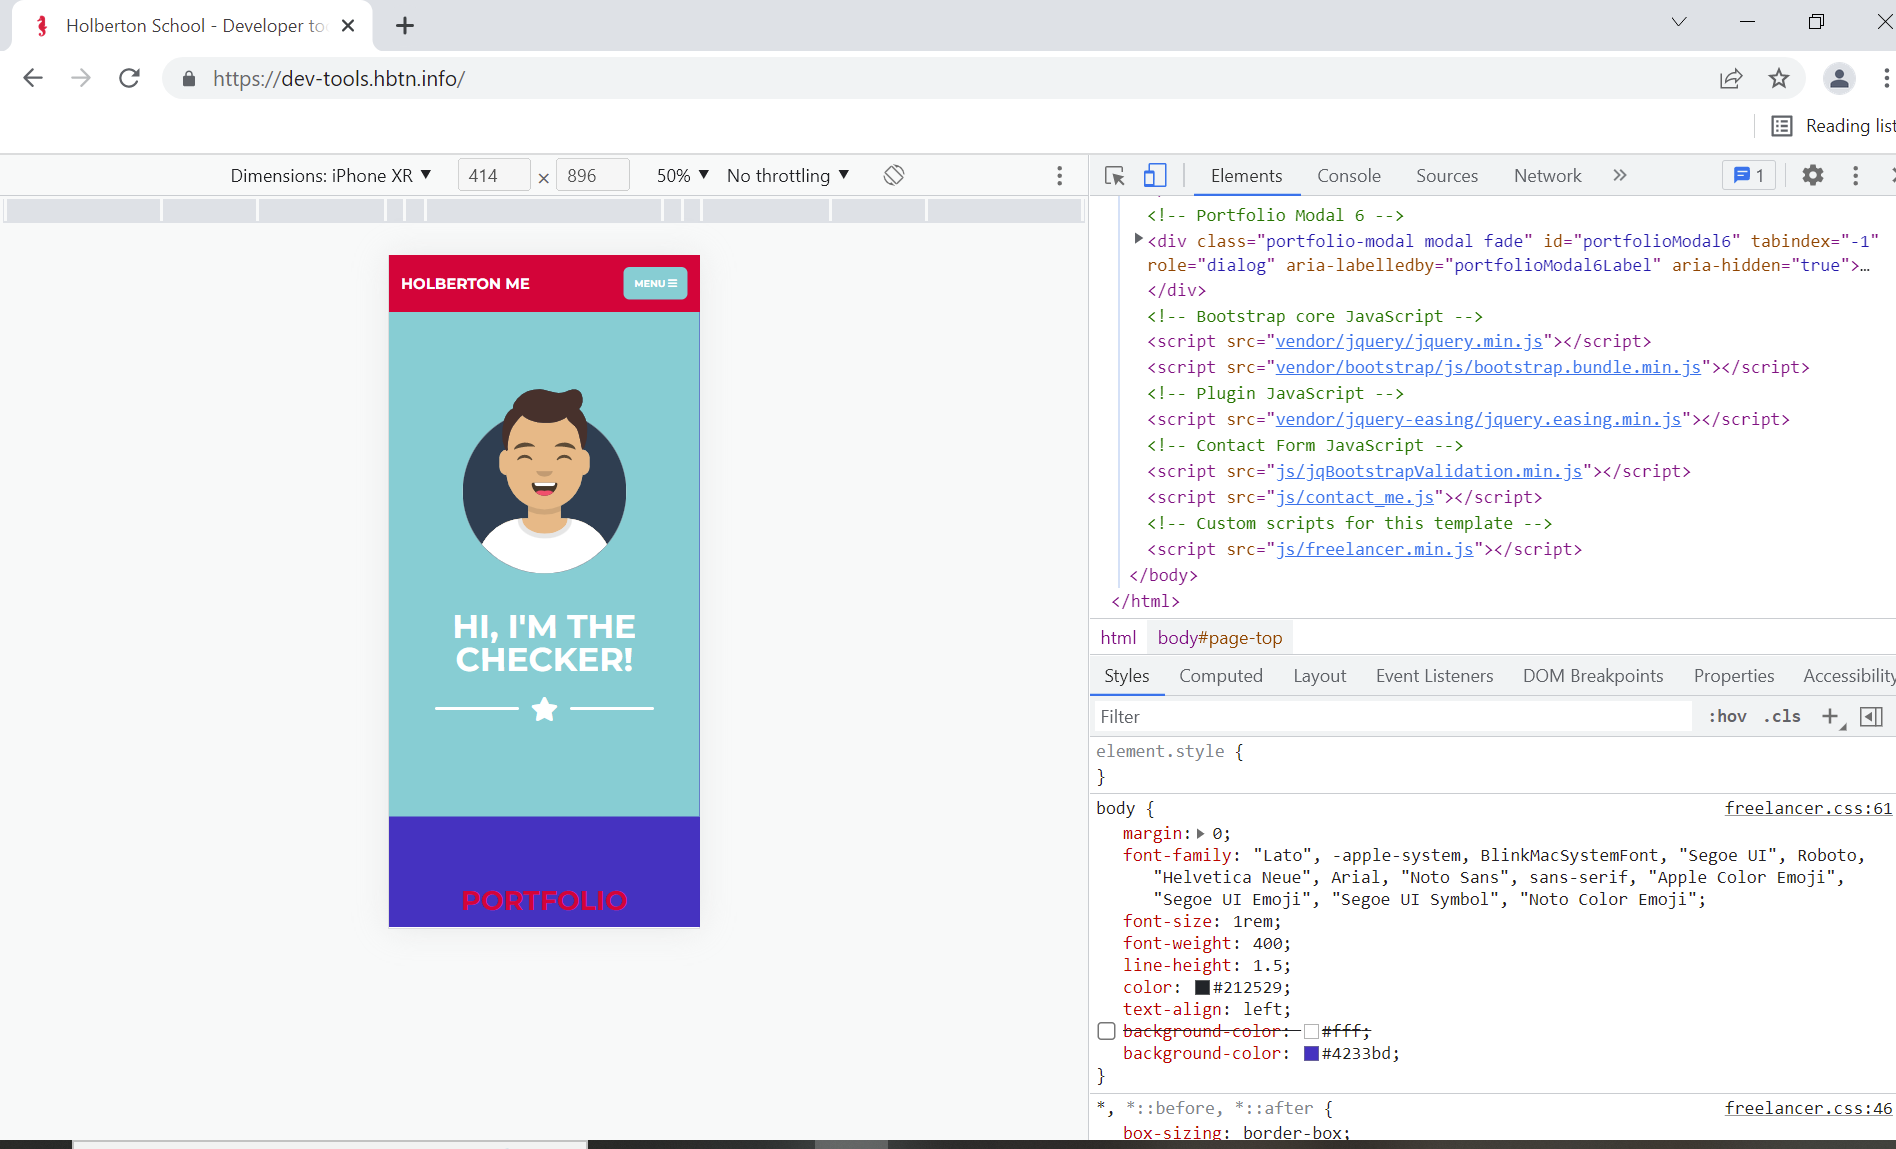 Holberton School - Developer to
https://dev-tools.hbtn.info/
Reading list
Dimensions: iPhone XR ▼ 414 × 896 50% ▼ No throttling ▼
HOLBERTON ME
MENU
HI, I'M THE
CHECKER!
PORTFOLIO
Elements Console Sources Network » 1
<!-- Portfolio Modal 6 -->
<div class="portfolio-modal modal fade" id="portfolioModal6" tabindex="-1"
role="dialog" aria-labelledby="portfolioModal6Label" aria-hidden="true">…
</div>
<!-- Bootstrap core JavaScript -->
<script src="vendor/jquery/jquery.min.js"></script>
<script src="vendor/bootstrap/js/bootstrap.bundle.min.js"></script>
<!-- Plugin JavaScript -->
<script src="vendor/jquery-easing/jquery.easing.min.js"></script>
<!-- Contact Form JavaScript -->
<script src="js/jqBootstrapValidation.min.js"></script>
<script src="js/contact_me.js"></script>
<!-- Custom scripts for this template -->
<script src="js/freelancer.min.js"></script>
</body>
</html>
html body#page-top
Styles Computed Layout Event Listeners DOM Breakpoints Properties Accessibility
Filter :hov .cls +
element.style {
}
body { freelancer.css:61
margin: 0;
font-family: "Lato", -apple-system, BlinkMacSystemFont, "Segoe UI", Roboto,
"Helvetica Neue", Arial, "Noto Sans", sans-serif, "Apple Color Emoji",
"Segoe UI Emoji", "Segoe UI Symbol", "Noto Color Emoji";
font-size: 1rem;
font-weight: 400;
line-height: 1.5;
color: #212529;
text-align: left;
background-color: #fff;
background-color: #4233bd;
}
*, *::before, *::after { freelancer.css:46
box-sizing: border-box;